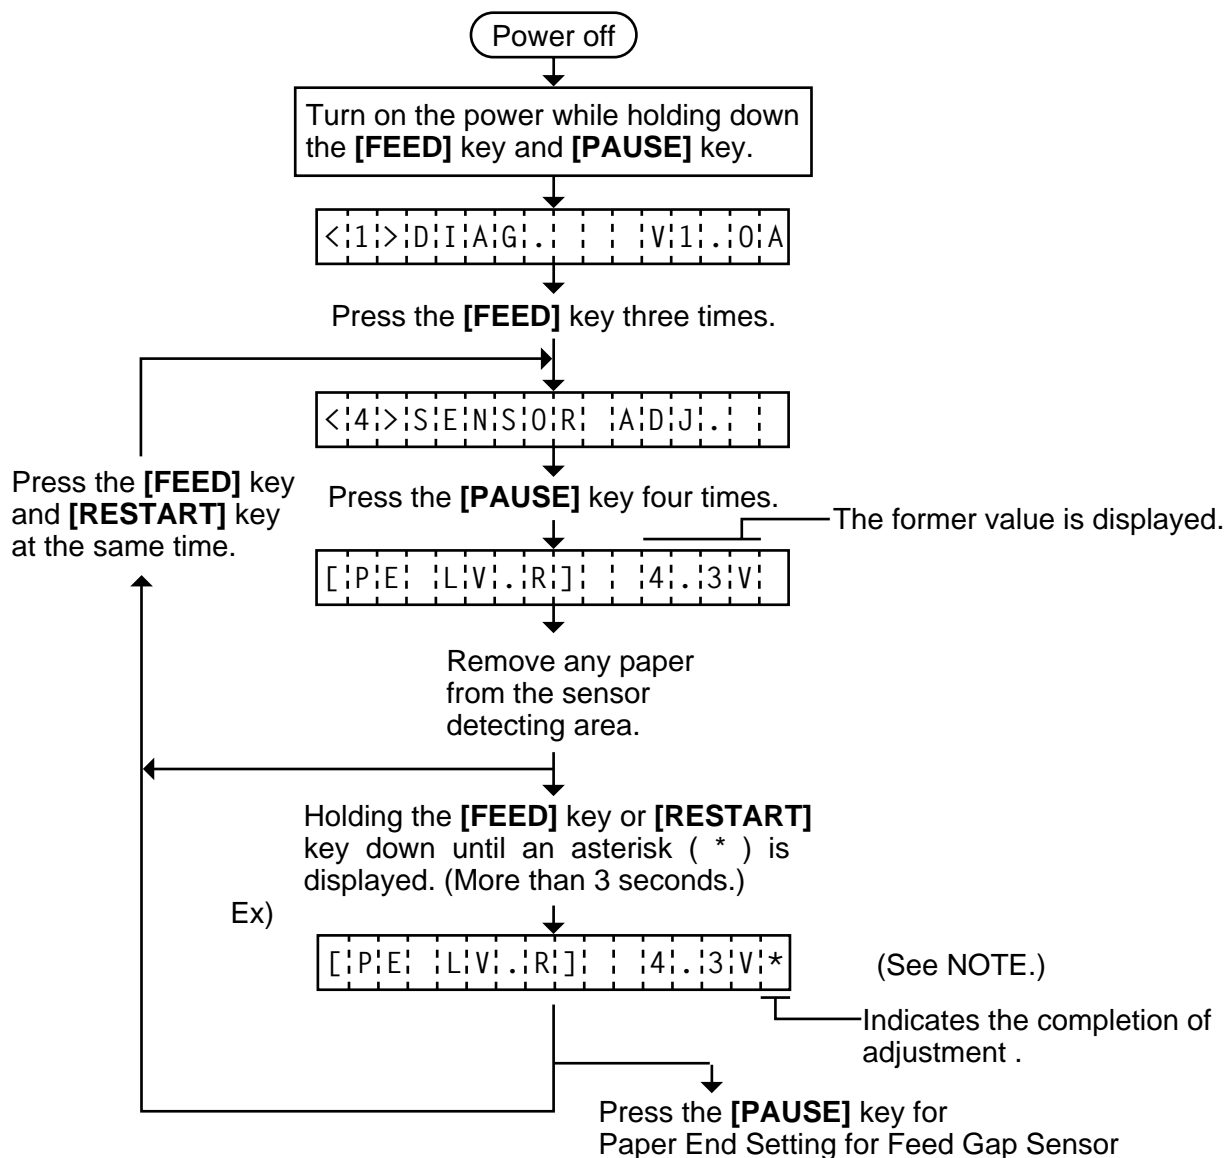 Power off
Turn on the power while holding down
the [FEED] key and [PAUSE] key.
<1>DIAG.   V1.0A
Press the [FEED] key three times.
<4>SENSOR ADJ.
Press the [FEED] key
and [RESTART] key
at the same time.
Press the [PAUSE] key four times.
The former value is displayed.
[PE LV.R]  4.3V
Remove any paper
from the sensor
detecting area.
Holding the [FEED] key or [RESTART]
key down until an asterisk ( * ) is
displayed. (More than 3 seconds.)
Ex)
[PE LV.R]  4.3V*
(See NOTE.)
Indicates the completion of
adjustment .
Press the [PAUSE] key for
Paper End Setting for Feed Gap Sensor